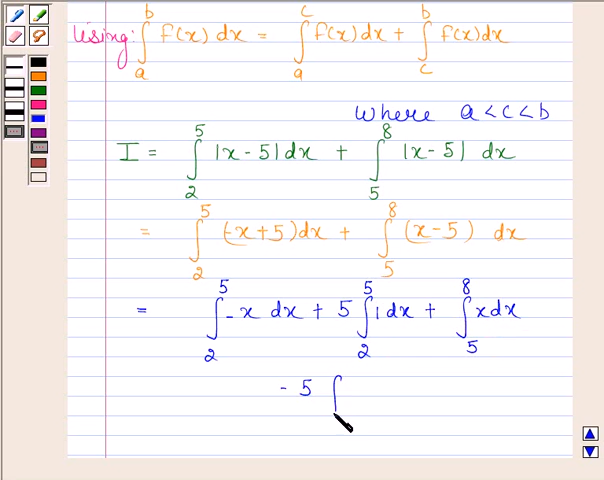 Using: ∫_a^b f(x) dx = ∫_a^c f(x)dx + ∫_c^b f(x)dx
where a < c < b
I = ∫_2^5 |x - 5| dx + ∫_5^8 |x - 5| dx
= ∫_2^5 (-x + 5) dx + ∫_5^8 (x - 5) dx
= ∫_2^5 - x dx + 5 ∫_2^5 1 dx + ∫_5^8 x dx
- 5 ∫